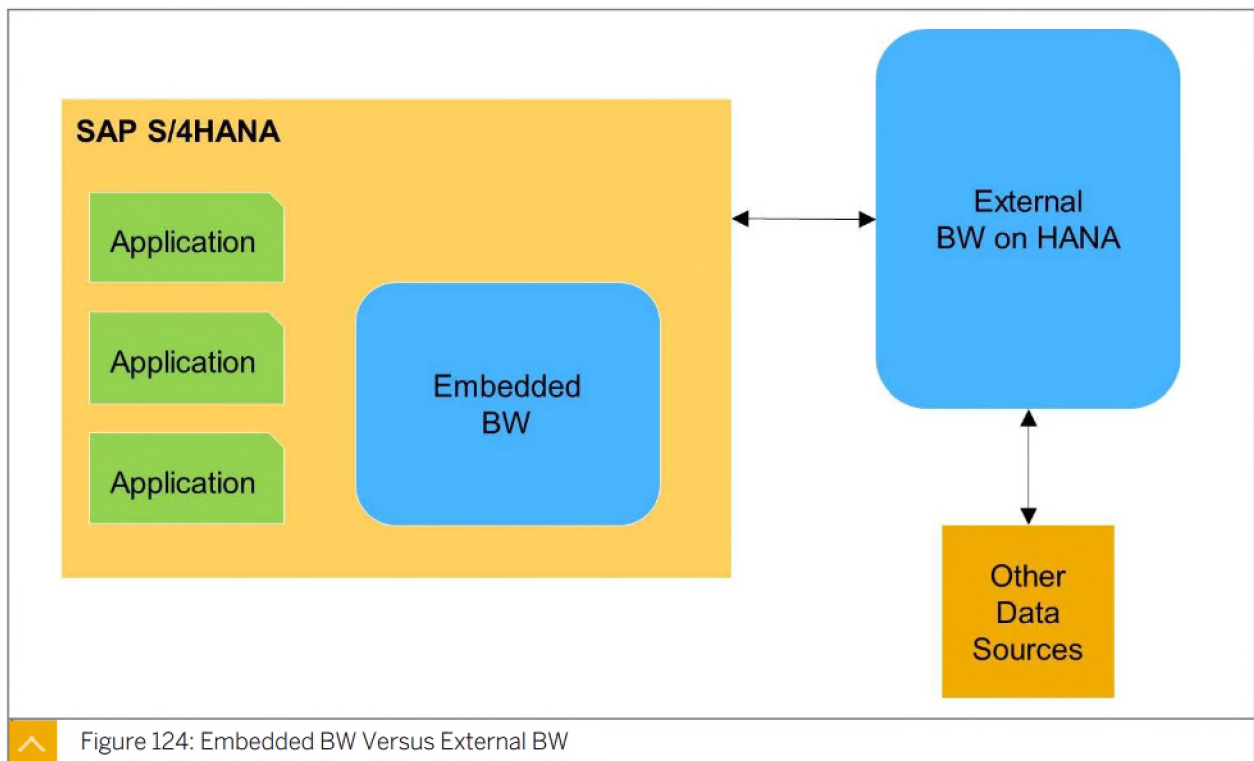 SAP S/4HANA
Application
Application
Application
Embedded
BW
External
BW on HANA
Other
Data
Sources
Figure 124: Embedded BW Versus External BW